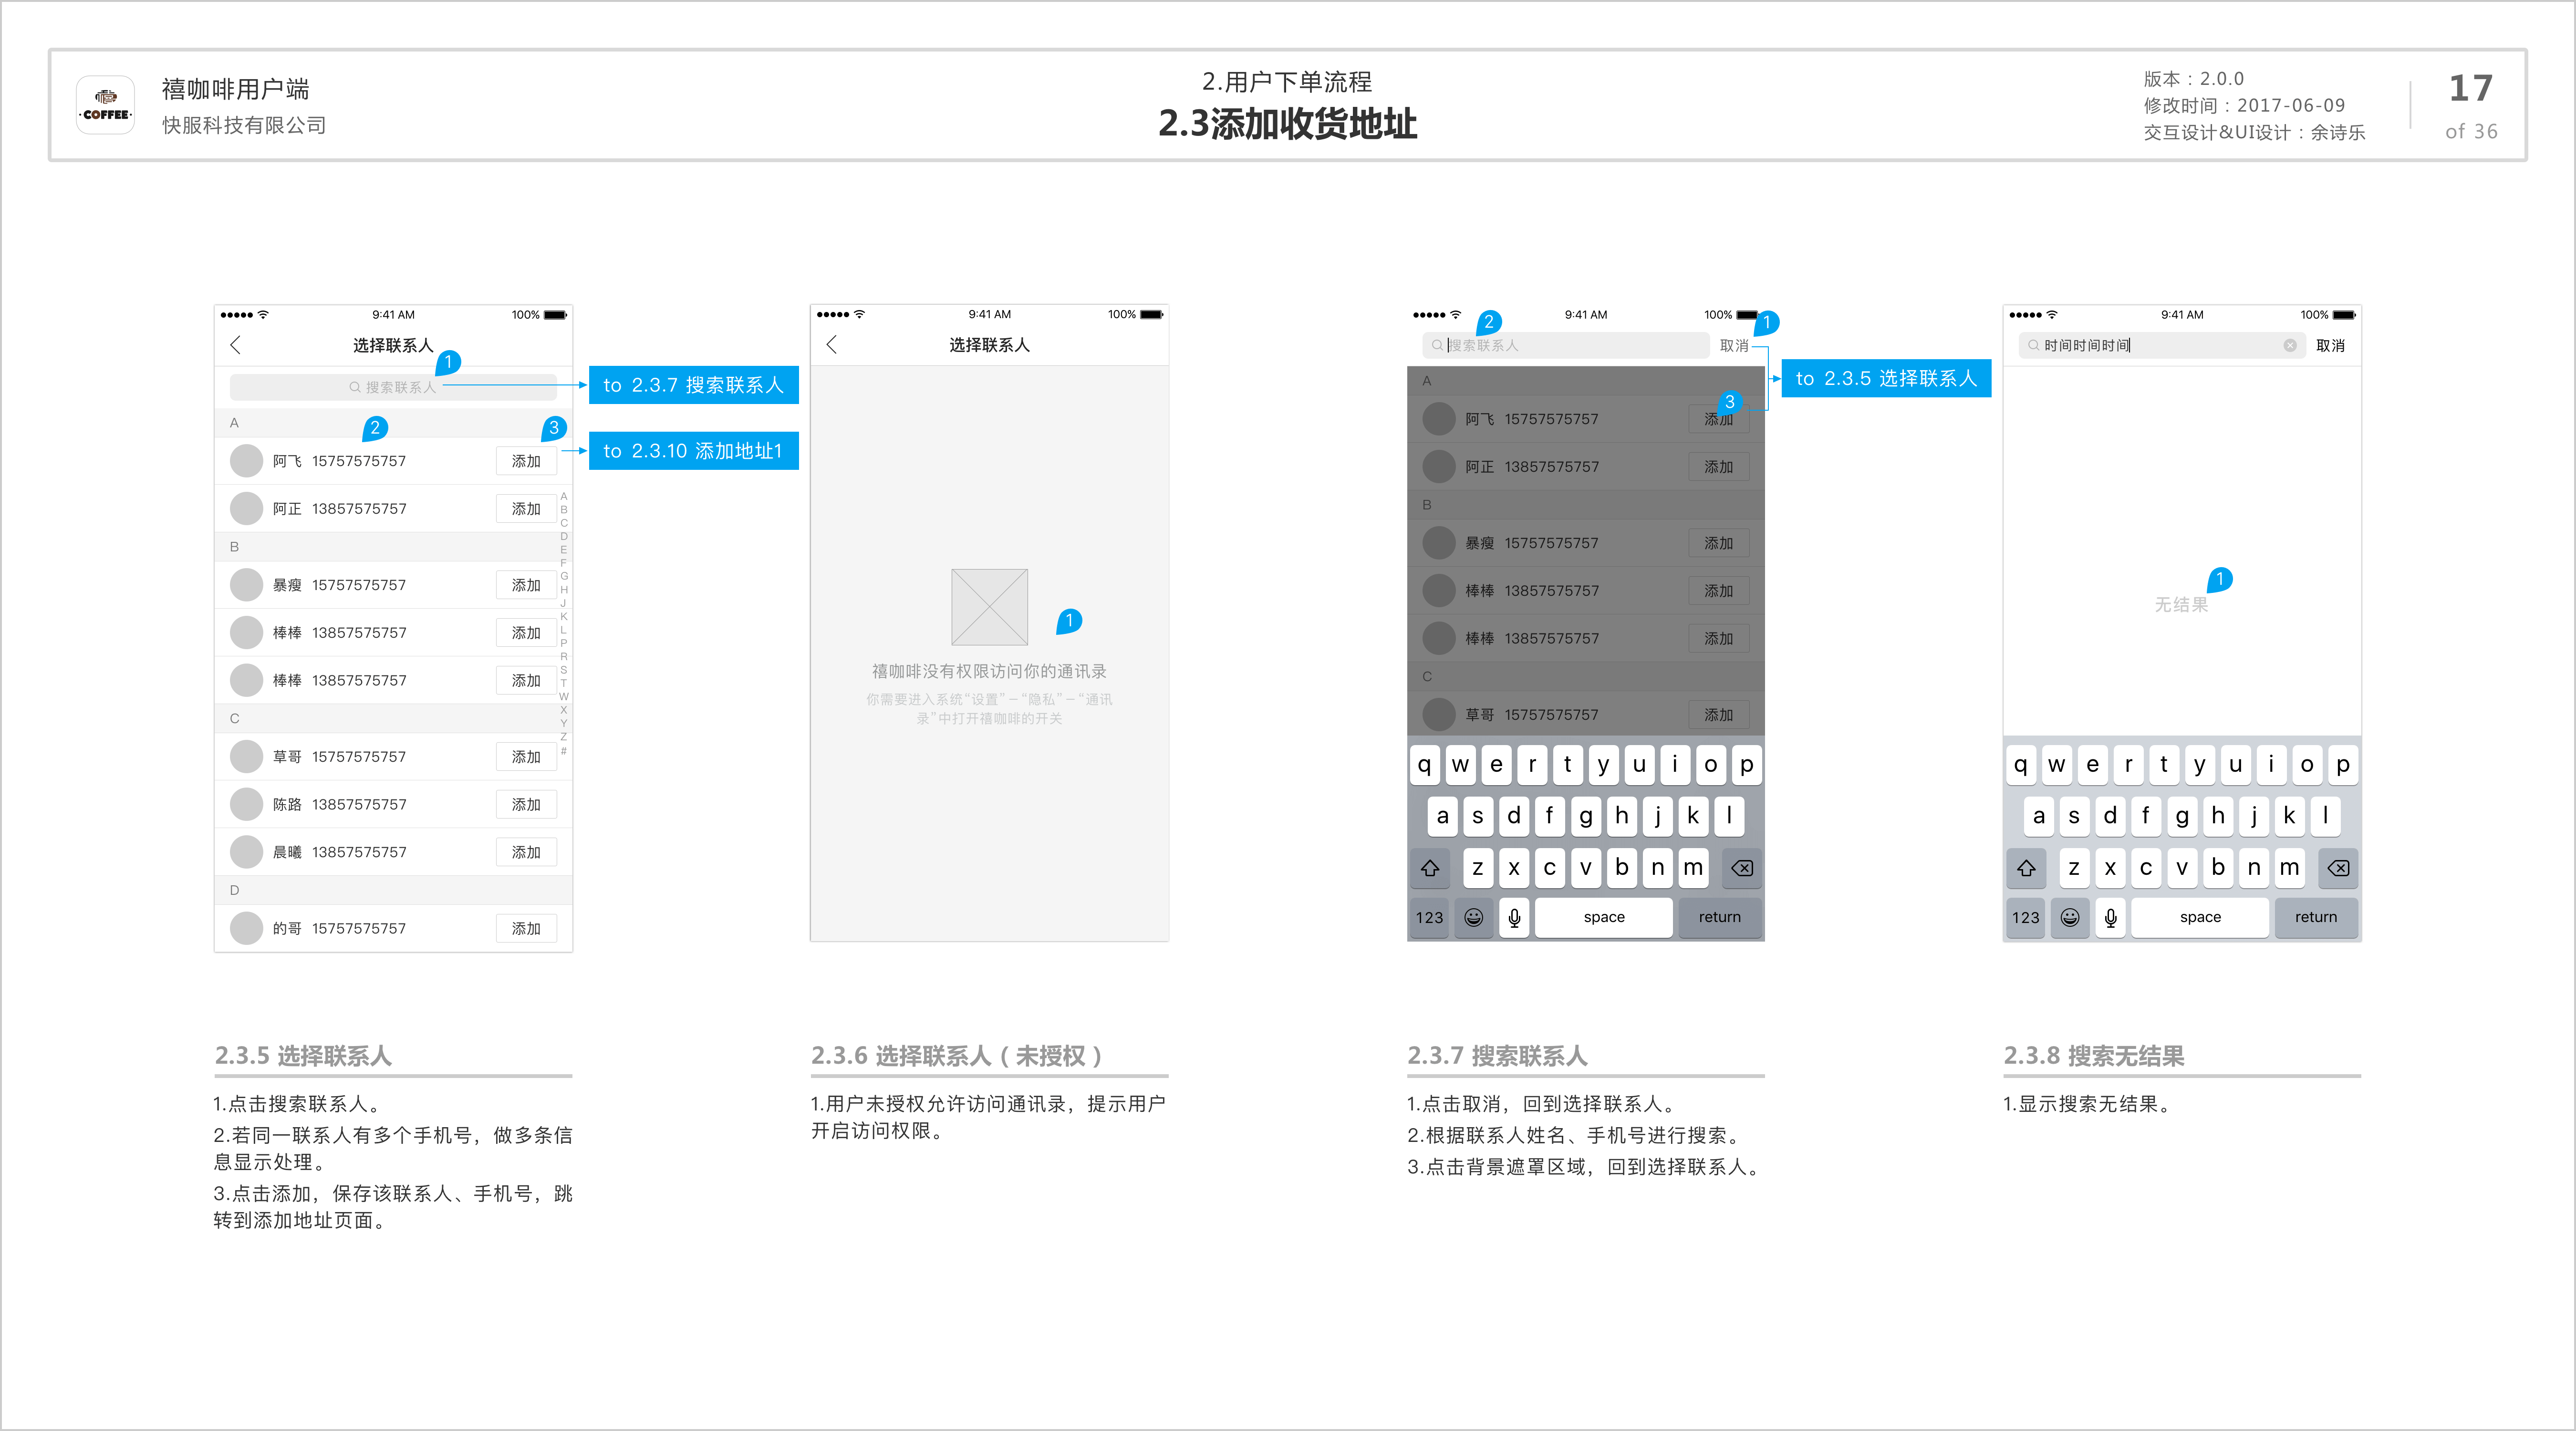 ·COFFEE·
禧咖啡用户端
快服科技有限公司
2.用户下单流程
2.3添加收货地址
版本：2.0.0
修改时间：2017-06-09
交互设计&UI设计：余诗乐
17
of 36
9:41 AM
100%
选择联系人
1
搜索联系人
to 2.3.7 搜索联系人
A
2
3
阿飞 15757575757 添加
to 2.3.10 添加地址1
阿正 13857575757 添加
B
暴瘦 15757575757 添加
棒棒 13857575757 添加
棒棒 13857575757 添加
C
草哥 15757575757 添加
陈路 13857575757 添加
晨曦 13857575757 添加
D
的哥 15757575757 添加
A
B
C
D
E
F
G
H
J
K
L
P
R
S
T
W
X
Y
Z
#
2.3.5 选择联系人
1.点击搜索联系人。
2.若同一联系人有多个手机号，做多条信
息显示处理。
3.点击添加，保存该联系人、手机号，跳
转到添加地址页面。
9:41 AM
100%
选择联系人
1
禧咖啡没有权限访问你的通讯录
你需要进入系统“设置”－“隐私”－“通讯
录”中打开禧咖啡的开关
2.3.6 选择联系人（未授权）
1.用户未授权允许访问通讯录，提示用户
开启访问权限。
9:41 AM
100%
2
1
搜索联系人
取消
to 2.3.5 选择联系人
A
3
阿飞 15757575757 添加
阿正 13857575757 添加
B
暴瘦 15757575757 添加
棒棒 13857575757 添加
棒棒 13857575757 添加
C
草哥 15757575757 添加
q w e r t y u i o p
a s d f g h j k l
z x c v b n m
123 space return
2.3.7 搜索联系人
1.点击取消，回到选择联系人。
2.根据联系人姓名、手机号进行搜索。
3.点击背景遮罩区域，回到选择联系人。
9:41 AM
100%
时间时间时间
取消
1
无结果
q w e r t y u i o p
a s d f g h j k l
z x c v b n m
123 space return
2.3.8 搜索无结果
1.显示搜索无结果。